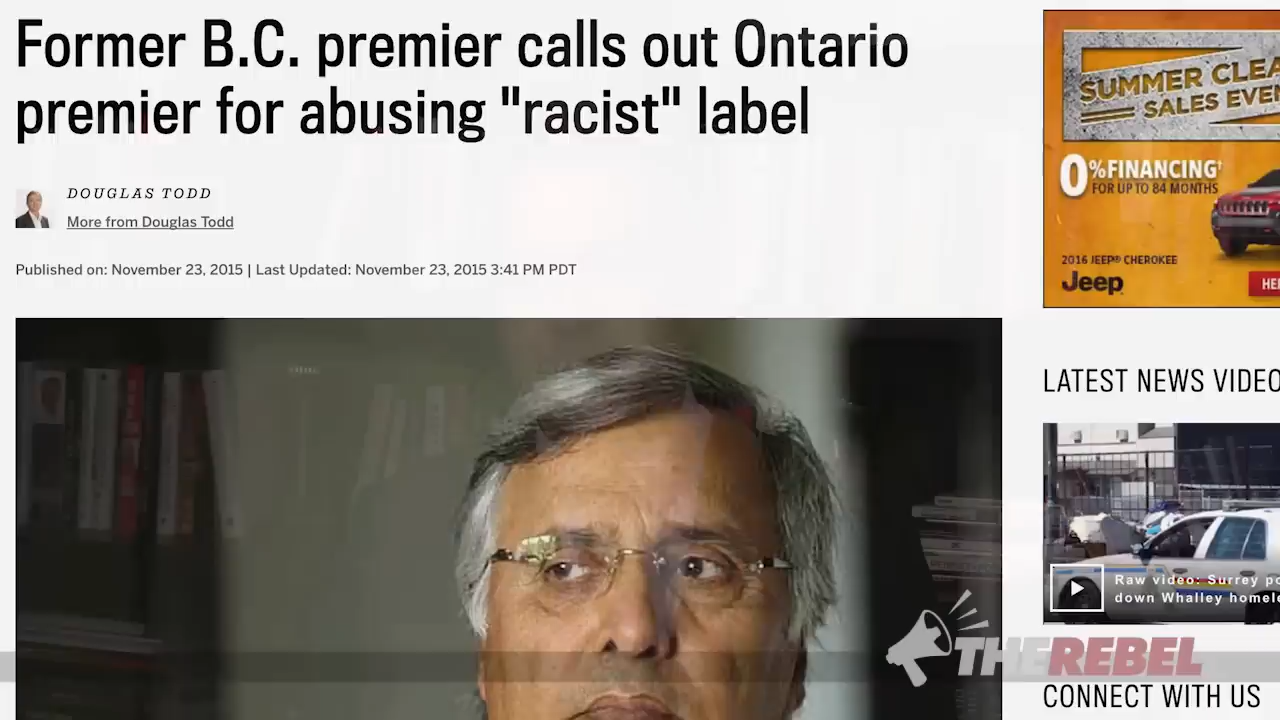 Former B.C. premier calls out Ontario
premier for abusing "racist" label
DOUGLAS TODD
More from Douglas Todd
Published on: November 23, 2015 | Last Updated: November 23, 2015 3:41 PM PDT
SUMMER CLEA
SALES EVEN
0%FINANCING†
FOR UP TO 84 MONTHS
2016 JEEP® CHEROKEE
Jeep
HE
LATEST NEWS VIDEO
Raw video: Surrey po
down Whalley homele
THEREBEL
CONNECT WITH US